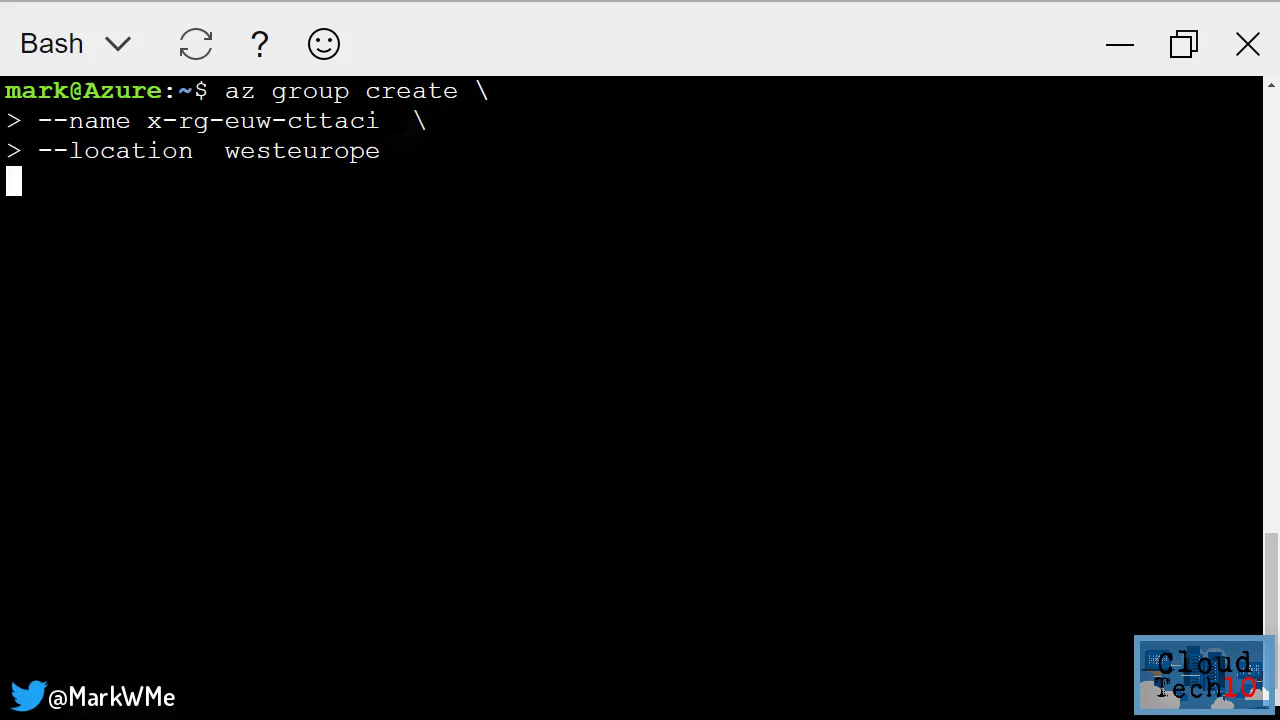 Bash
?
mark@Azure:~$ az group create \
> --name x-rg-euw-cttaci  \
> --location  westeurope
@MarkWMe
Cloud
Tech10